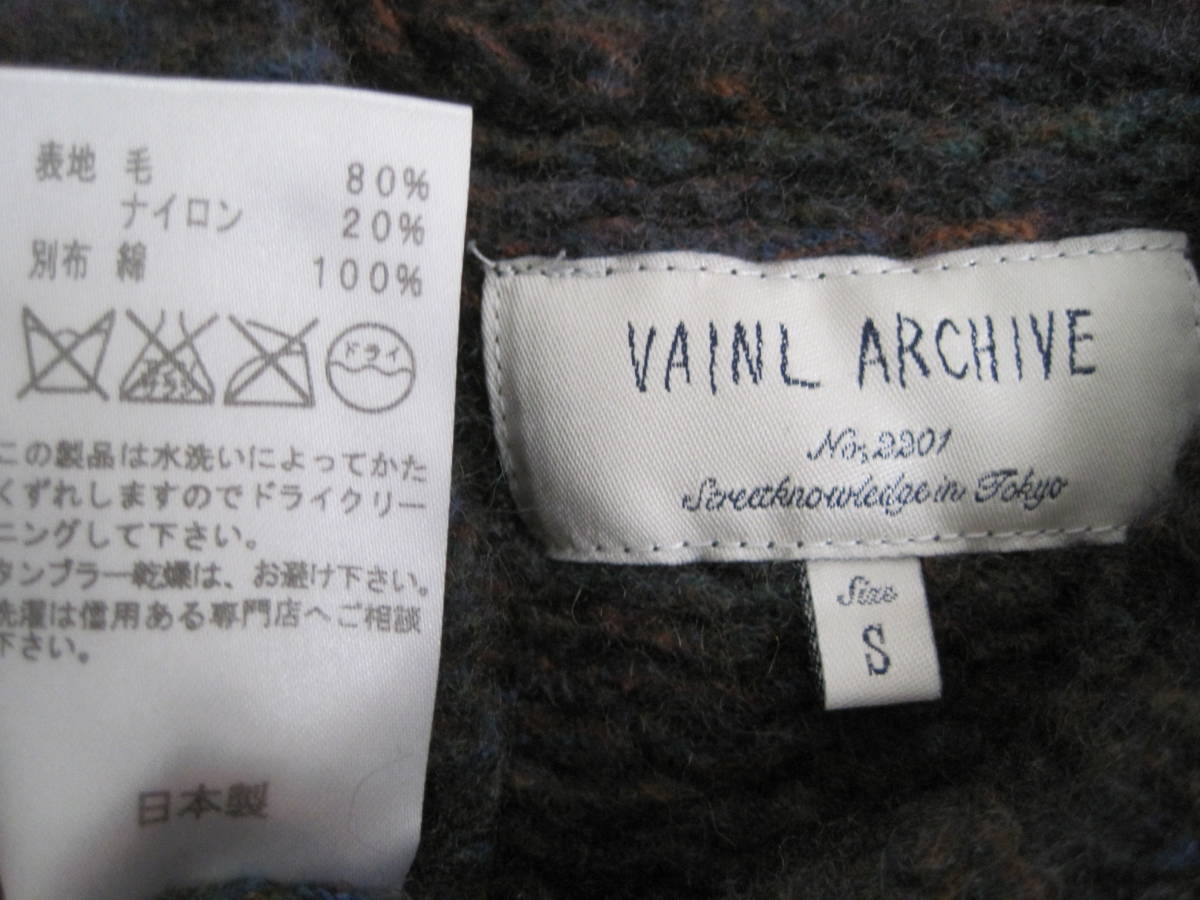 表地 毛 80%
ナイロン 20%
別布 綿 100%
ドライ
この製品は水洗いによってかた
くずれしますのでドライクリー
ニングして下さい。
タンブラー乾燥は、お避け下さい。
洗濯は信用ある専門店へご相談
下さい。
日本製
VAINL ARCHIVE
No,2201
Streetknowledge in Tokyo
Size
S